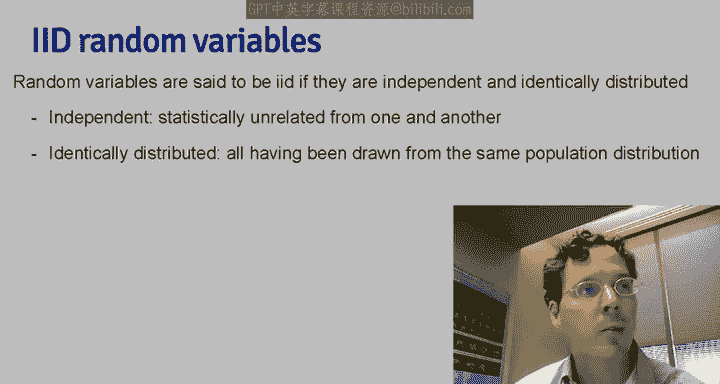 GPT中英字幕课程资源@bilibili.com
IID random variables
Random variables are said to be iid if they are independent and identically distributed
- Independent: statistically unrelated from one and another
- Identically distributed: all having been drawn from the same population distribution